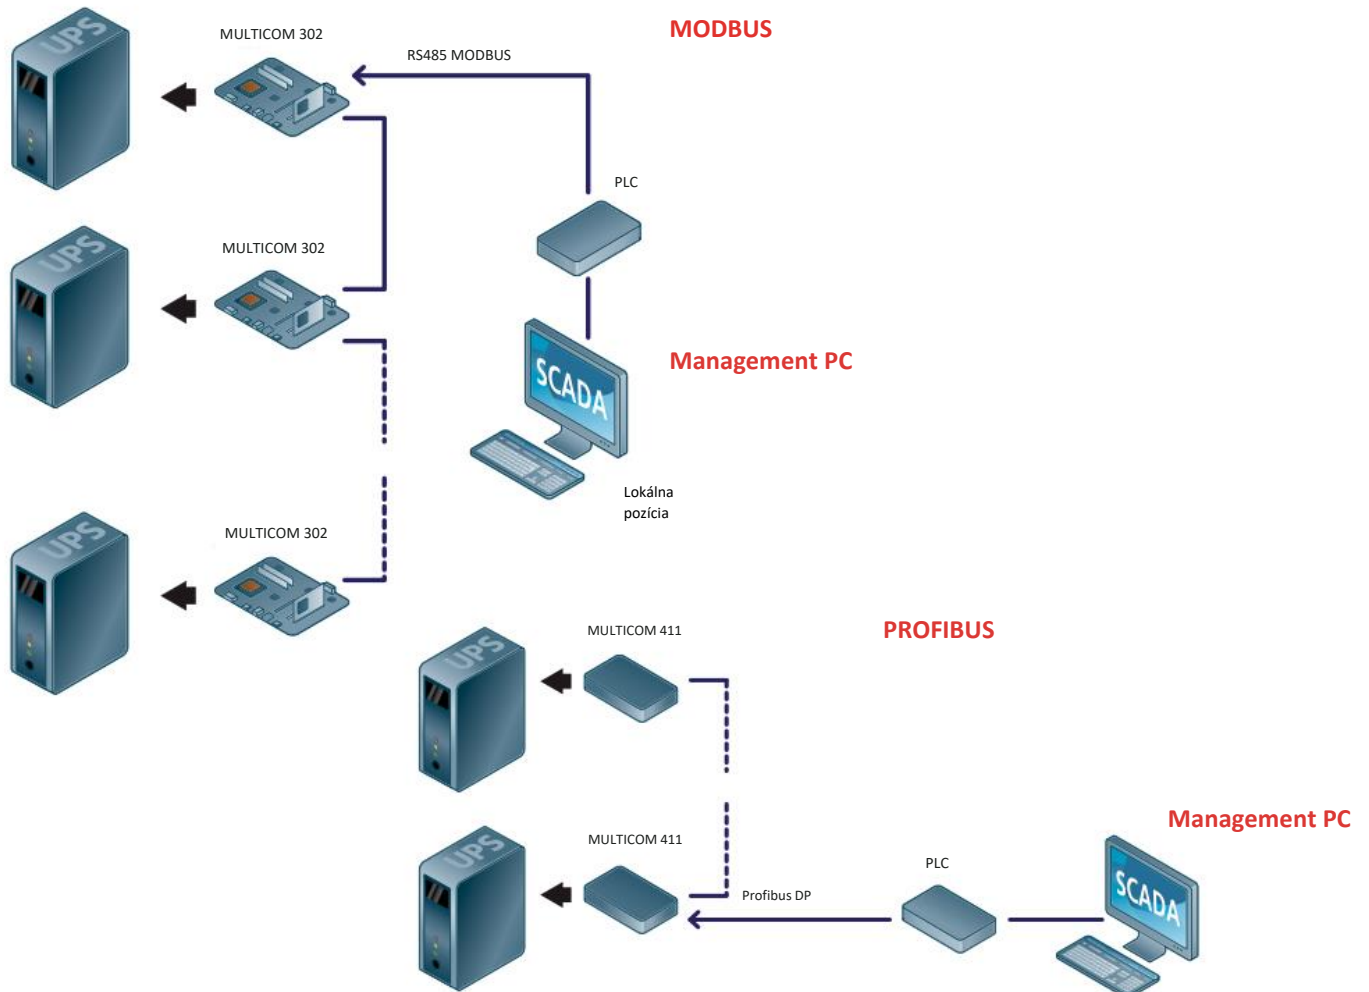 UPS
MULTICOM 302
MODBUS
RS485 MODBUS
PLC
UPS
MULTICOM 302
SCADA
Management PC
Lokálna
pozícia
UPS
MULTICOM 302
PROFIBUS
UPS
MULTICOM 411
Management PC
UPS
MULTICOM 411
Profibus DP
PLC
SCADA